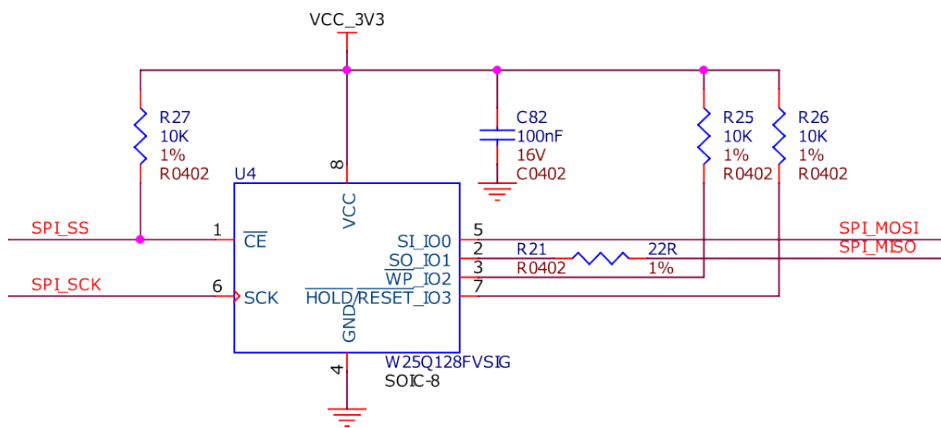 VCC_3V3
R27
10K
1%
R0402
C82
100nF
16V
C0402
R25
10K
1%
R0402
R26
10K
1%
R0402
U4
8
VCC
SPI_SS
1
CE
SI_IO0
5
SPI_MOSI
SO_IO1
2
R21
22R
SPI_MISO
R0402
1%
WP_IO2
3
SPI_SCK
6
SCK
HOLD/RESET_IO3
7
GND
4
W25Q128FVSIG
SOIC-8